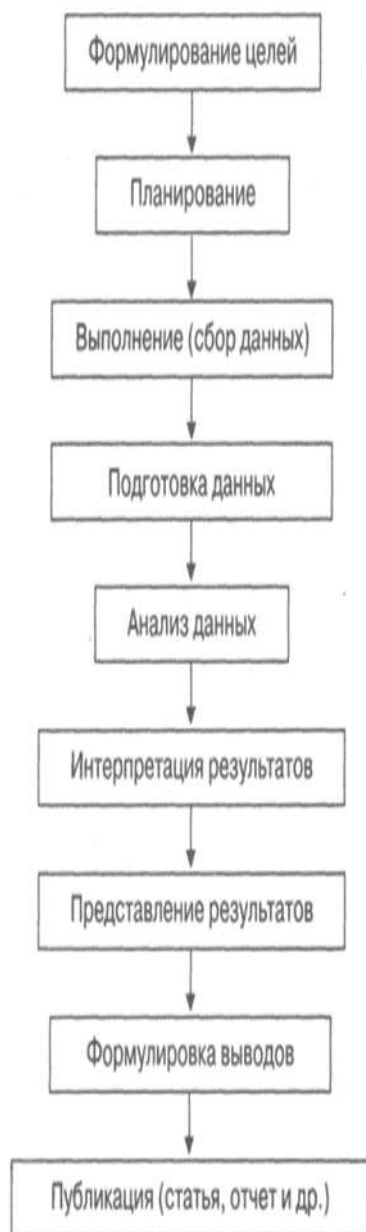 Формулирование целей
Планирование
Выполнение (сбор данных)
Подготовка данных
Анализ данных
Интерпретация результатов
Представление результатов
Формулировка выводов
Публикация (статья, отчет и др.)